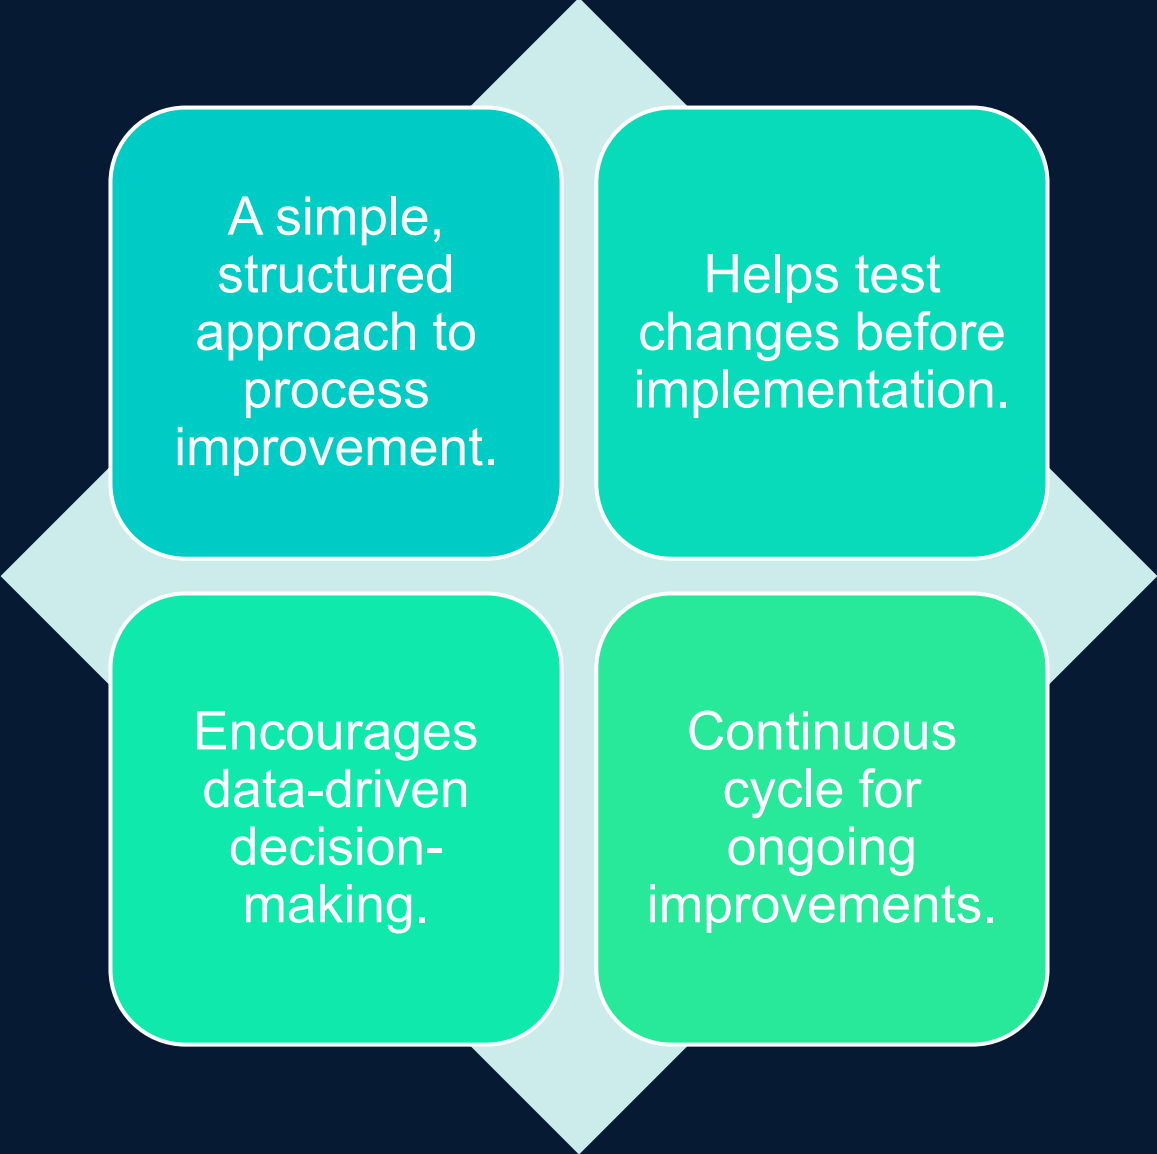 A simple,
structured
approach to
process
improvement.
Helps test
changes before
implementation.
Encourages
data-driven
decision-
making.
Continuous
cycle for
ongoing
improvements.